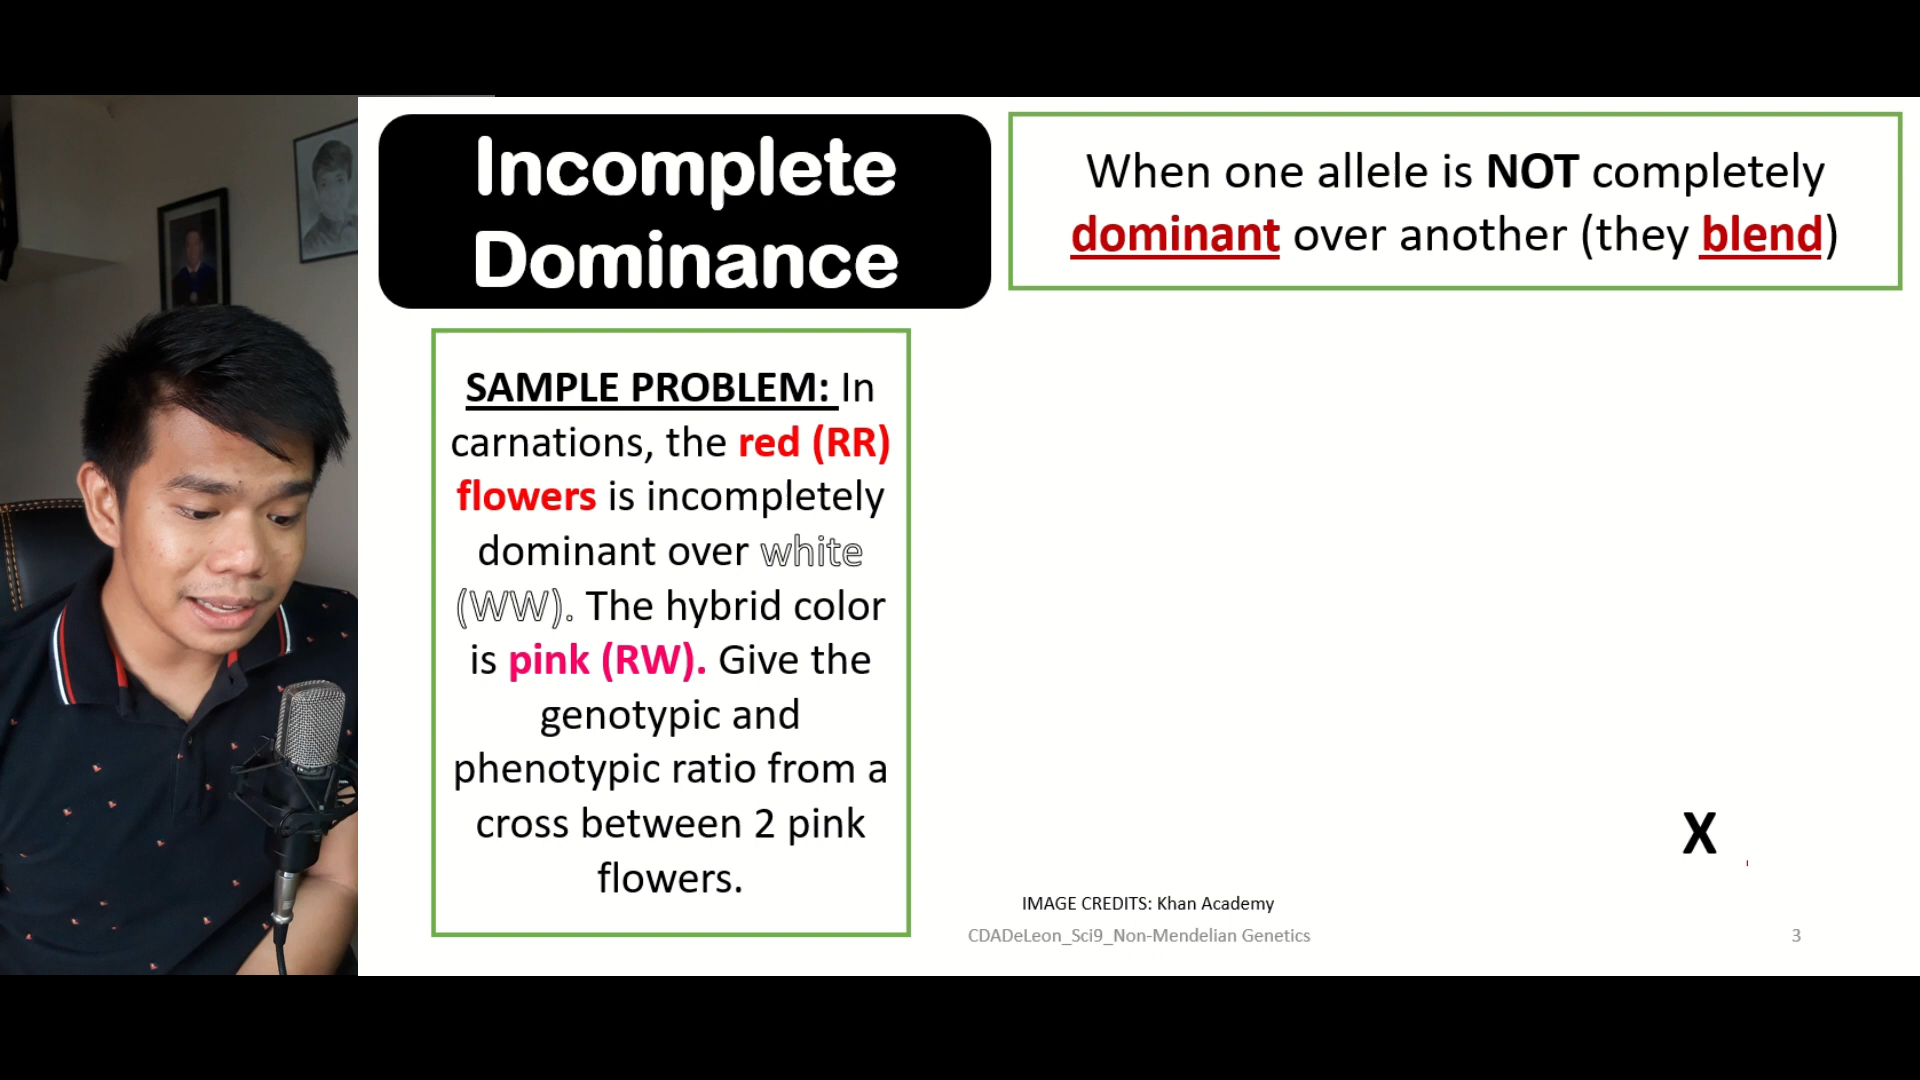 Incomplete
Dominance
When one allele is NOT completely
dominant over another (they blend)
SAMPLE PROBLEM: In
carnations, the red (RR)
flowers is incompletely
dominant over white
(WW). The hybrid color
is pink (RW). Give the
genotypic and
phenotypic ratio from a
cross between 2 pink
flowers.
X
IMAGE CREDITS: Khan Academy
CDADeLeon_Sci9_Non-Mendelian Genetics
3